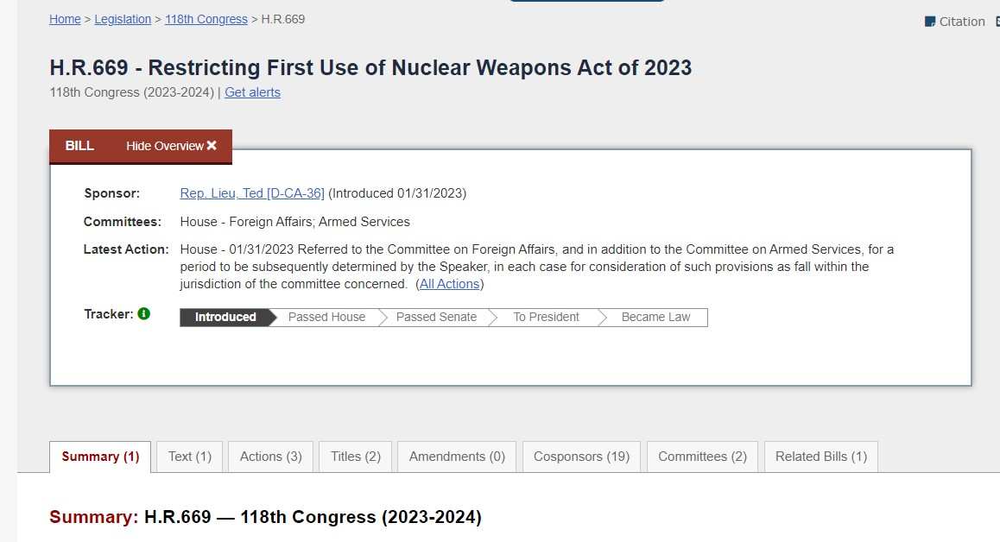 Home > Legislation > 118th Congress > H.R.669
Citation
H.R.669 - Restricting First Use of Nuclear Weapons Act of 2023
118th Congress (2023-2024) | Get alerts
BILL Hide Overview ✕
Sponsor: Rep. Lieu, Ted [D-CA-36] (Introduced 01/31/2023)
Committees: House - Foreign Affairs; Armed Services
Latest Action: House - 01/31/2023 Referred to the Committee on Foreign Affairs, and in addition to the Committee on Armed Services, for a
period to be subsequently determined by the Speaker, in each case for consideration of such provisions as fall within the
jurisdiction of the committee concerned. (All Actions)
Tracker: Introduced Passed House Passed Senate To President Became Law
Summary (1) Text (1) Actions (3) Titles (2) Amendments (0) Cosponsors (19) Committees (2) Related Bills (1)
Summary: H.R.669 — 118th Congress (2023-2024)